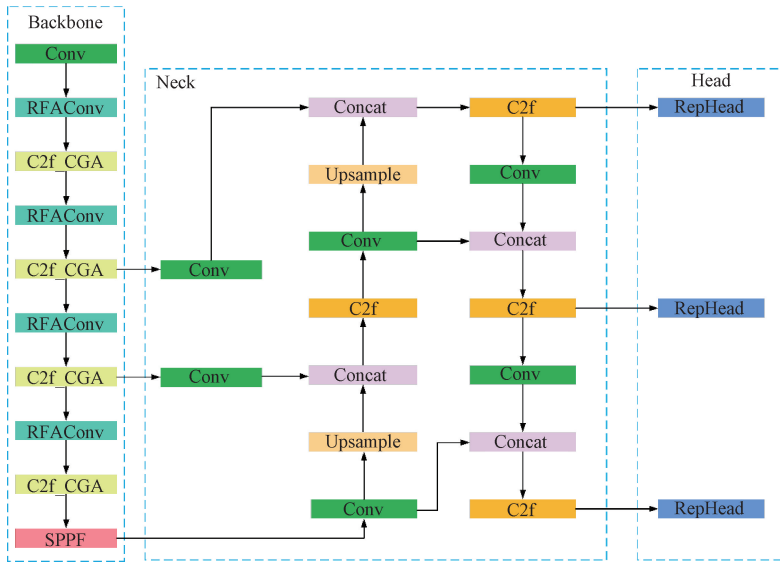 Backbone
Conv
RFAConv
C2f_CGA
RFAConv
C2f_CGA
RFAConv
C2f_CGA
RFAConv
C2f_CGA
SPPF
Neck
Conv
Conv
Concat
Upsample
Conv
C2f
Concat
Upsample
Conv
C2f
Conv
Concat
C2f
Conv
Concat
C2f
Head
RepHead
RepHead
RepHead